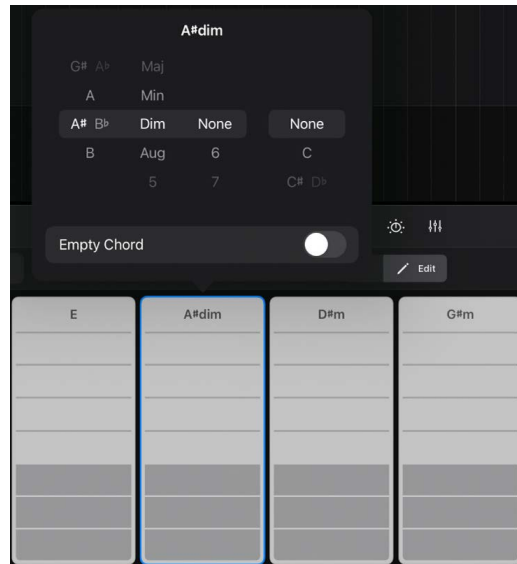 A#dim
G# A♭ Maj
A Min
A# B♭ Dim None None
B Aug 6 C
5 7 C# D♭
Empty Chord
Edit
E A#dim D#m G#m